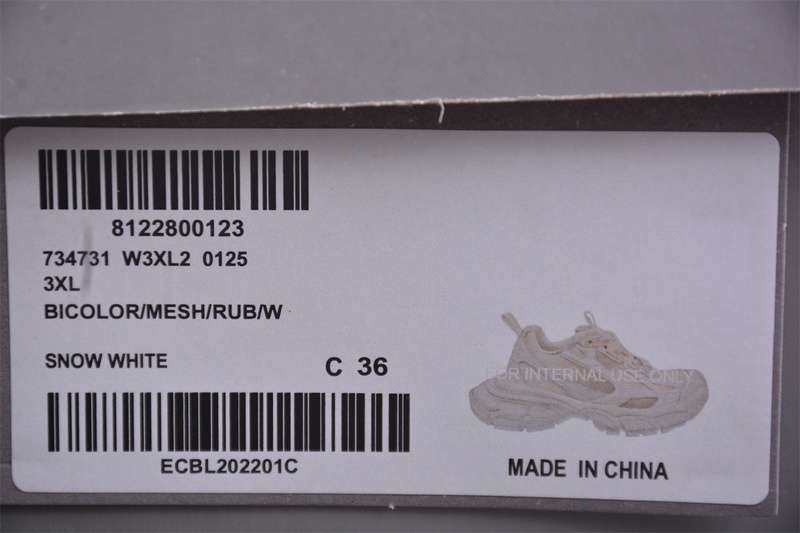 8122800123
734731 W3XL2 0125
3XL
BICOLOR/MESH/RUB/W
SNOW WHITE
C 36
FOR INTERNAL USE ONLY
ECBL202201C
MADE IN CHINA